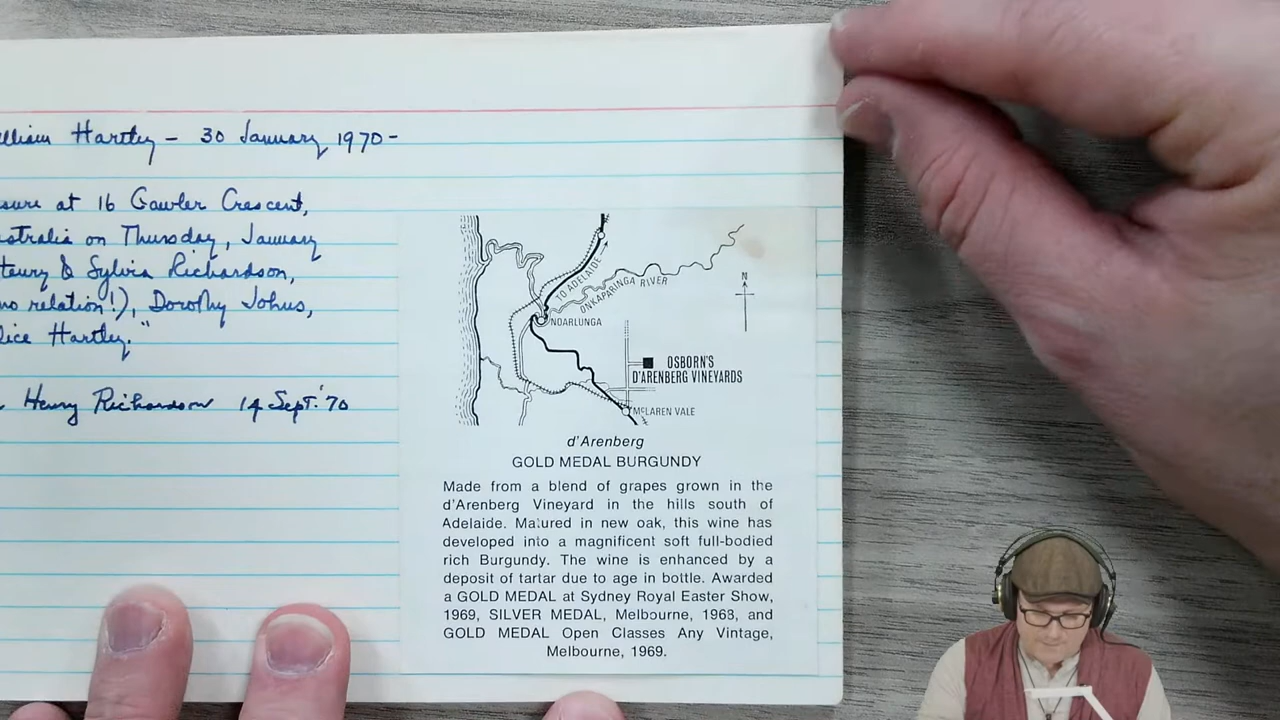 illiam Hartley – 30 January 1970 –
sure at 16 Gawler Crescent,
stralia on Thursday, January
Henry & Sylvia Richardson,
no relation!), Dorothy Johns,
lice Hartley."
Henry Richardson 14 Sept. '70
TO ADELAIDE
ONKAPARINGA RIVER
N
NOARLUNGA
OSBORN'S
D'ARENBERG VINEYARDS
McLAREN VALE
d'Arenberg
GOLD MEDAL BURGUNDY
Made from a blend of grapes grown in the
d'Arenberg Vineyard in the hills south of
Adelaide. Matured in new oak, this wine has
developed into a magnificent soft full-bodied
rich Burgundy. The wine is enhanced by a
deposit of tartar due to age in bottle. Awarded
a GOLD MEDAL at Sydney Royal Easter Show,
1969, SILVER MEDAL, Melbourne, 1968, and
GOLD MEDAL Open Classes Any Vintage,
Melbourne, 1969.